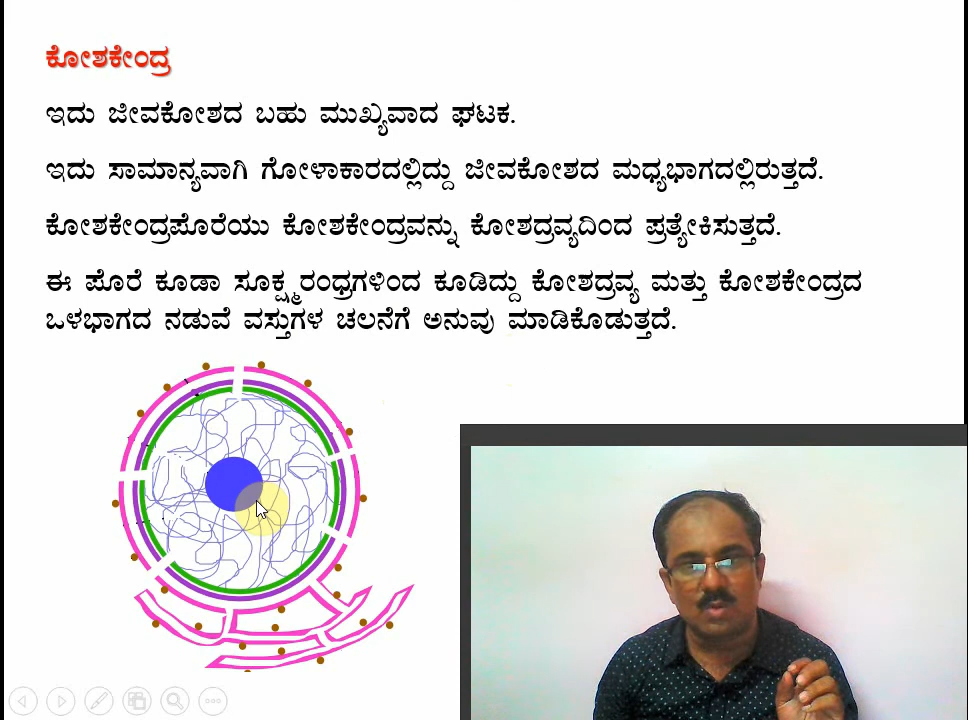 ಕೋಶಕೇಂದ್ರ
ಇದು ಜೀವಕೋಶದ ಬಹು ಮುಖ್ಯವಾದ ಘಟಕ.
ಇದು ಸಾಮಾನ್ಯವಾಗಿ ಗೋಳಾಕಾರದಲ್ಲಿದ್ದು ಜೀವಕೋಶದ ಮಧ್ಯಭಾಗದಲ್ಲಿರುತ್ತದೆ.
ಕೋಶಕೇಂದ್ರಪೊರೆಯು ಕೋಶಕೇಂದ್ರವನ್ನು ಕೋಶದ್ರವ್ಯದಿಂದ ಪ್ರತ್ಯೇಕಿಸುತ್ತದೆ.
ಈ ಪೊರೆ ಕೂಡಾ ಸೂಕ್ಷ್ಮರಂಧ್ರಗಳಿಂದ ಕೂಡಿದ್ದು ಕೋಶದ್ರವ್ಯ ಮತ್ತು ಕೋಶಕೇಂದ್ರದ
ಒಳಭಾಗದ ನಡುವೆ ವಸ್ತುಗಳ ಚಲನೆಗೆ ಅನುವು ಮಾಡಿಕೊಡುತ್ತದೆ.